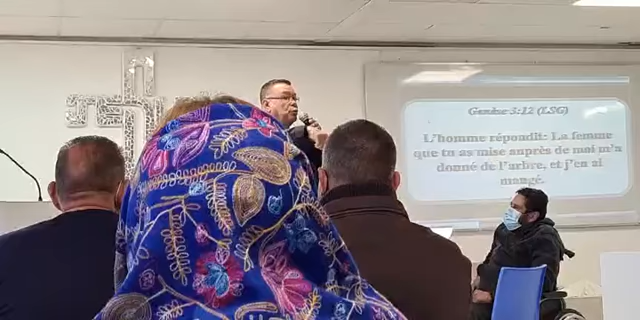 Genèse 3:12 (LSG)
L'homme répondit: La femme
que tu as mise auprès de moi m'a
donné de l'arbre, et j'en ai
mangé.